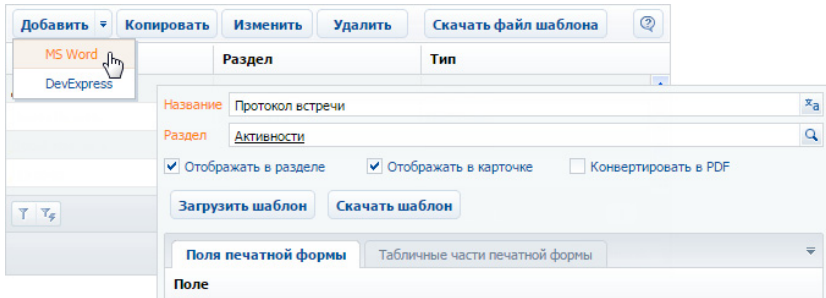 Добавить Копировать Изменить Удалить Скачать файл шаблона
MS Word Раздел Тип
DevExpress
Название Протокол встречи
Раздел Активности
Отображать в разделе Отображать в карточке Конвертировать в PDF
Загрузить шаблон Скачать шаблон
Поля печатной формы Табличные части печатной формы
Поле